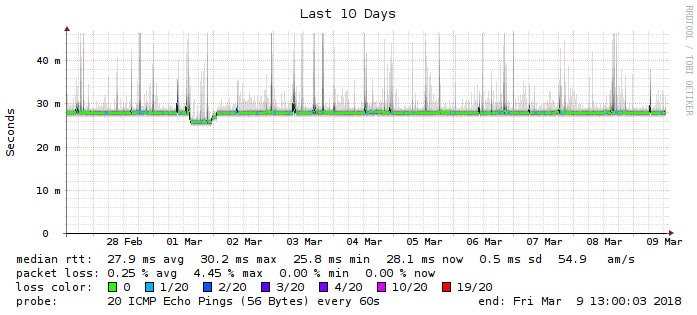 Last 10 Days
RRDTOOL / TOBI OETIKER
Seconds
40 m
30 m
20 m
10 m
0
28 Feb 01 Mar 02 Mar 03 Mar 04 Mar 05 Mar 06 Mar 07 Mar 08 Mar 09 Mar
median rtt: 27.9 ms avg 30.2 ms max 25.8 ms min 28.1 ms now 0.5 ms sd 54.9 am/s
packet loss: 0.25 % avg 4.45 % max 0.00 % min 0.00 % now
loss color: 0 1/20 2/20 3/20 4/20 10/20 19/20
probe: 20 ICMP Echo Pings (56 Bytes) every 60s end: Fri Mar 9 13:00:03 2018